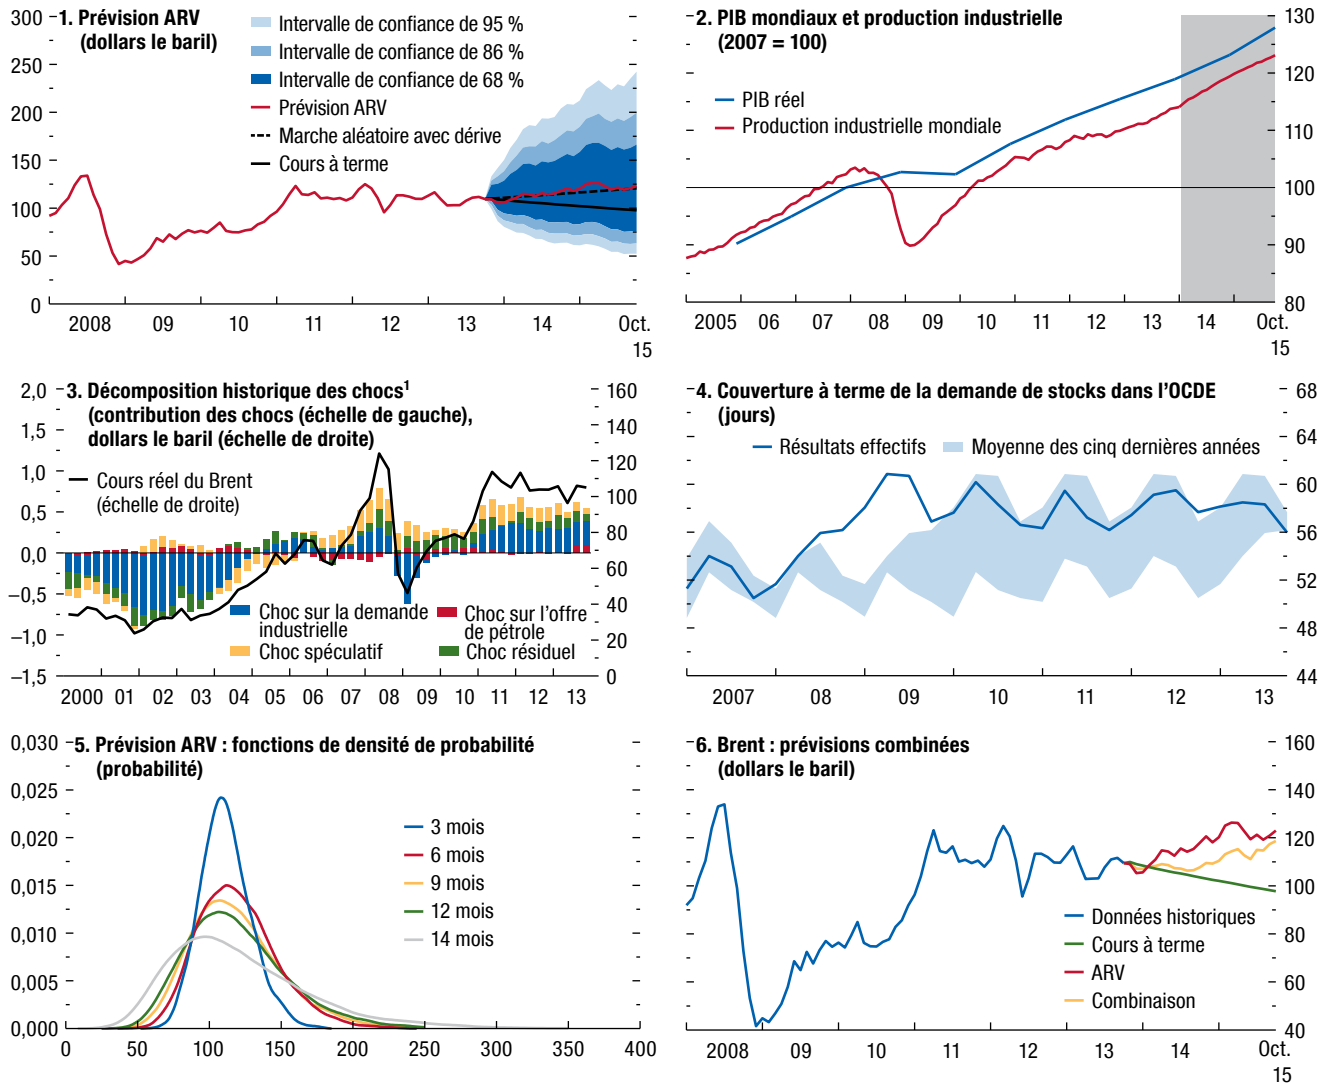 1. Prévision ARV
(dollars le baril)
Intervalle de confiance de 95 %
Intervalle de confiance de 86 %
Intervalle de confiance de 68 %
Prévision ARV
Marche aléatoire avec dérive
Cours à terme
300
250
200
150
100
50
0
2008 09 10 11 12 13 14 Oct.
15
2. PIB mondiaux et production industrielle
(2007 = 100)
PIB réel
Production industrielle mondiale
130
120
110
100
90
80
2005 06 07 08 09 10 11 12 13 14 Oct.
15
3. Décomposition historique des chocs1
(contribution des chocs (échelle de gauche),
dollars le baril (échelle de droite)
Cours réel du Brent
(échelle de droite)
2,0
1,5
1,0
0,5
0,0
–0,5
–1,0
–1,5
160
140
120
100
80
60
40
20
0
Choc sur la demande
industrielle
Choc sur l’offre
de pétrole
Choc spéculatif
Choc résiduel
2000 01 02 03 04 05 06 07 08 09 10 11 12 13
4. Couverture à terme de la demande de stocks dans l’OCDE
(jours)
Résultats effectifs
Moyenne des cinq dernières années
68
64
60
56
52
48
44
2007 08 09 10 11 12 13
5. Prévision ARV : fonctions de densité de probabilité
(probabilité)
0,030
0,025
0,020
0,015
0,010
0,005
0,000
3 mois
6 mois
9 mois
12 mois
14 mois
0 50 100 150 200 250 300 350 400
6. Brent : prévisions combinées
(dollars le baril)
160
140
120
100
80
60
40
Données historiques
Cours à terme
ARV
Combinaison
2008 09 10 11 12 13 14 Oct.
15